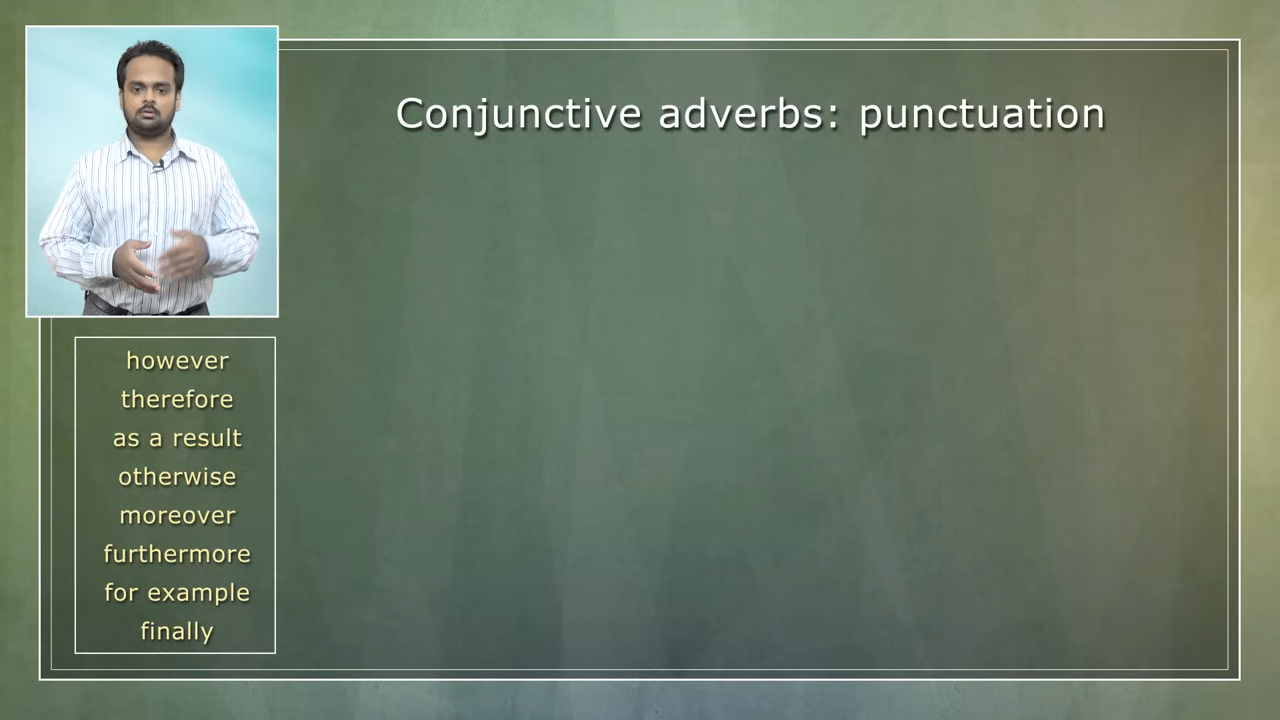 Conjunctive adverbs: punctuation
however
therefore
as a result
otherwise
moreover
furthermore
for example
finally